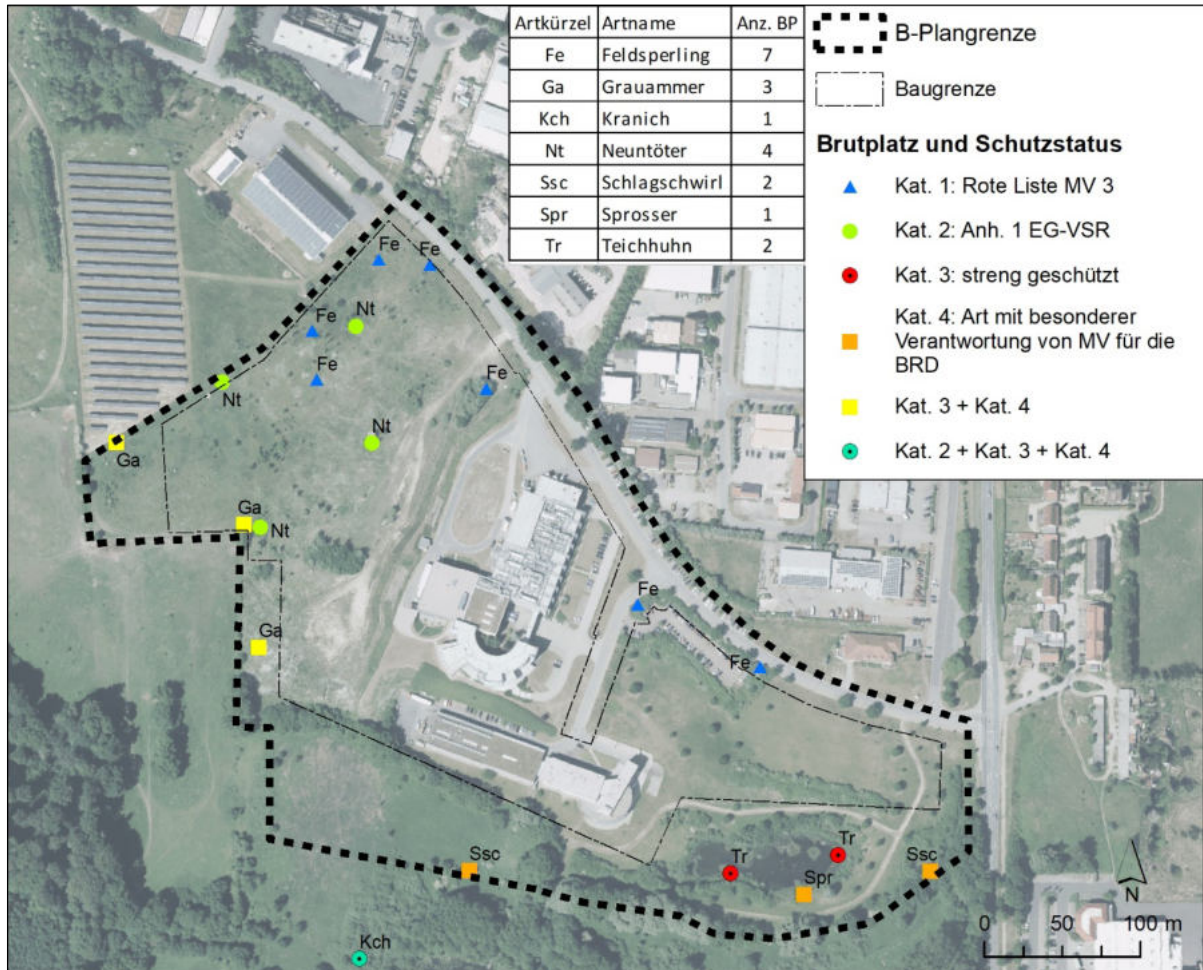 Artkürzel Artname Anz. BP
Fe Feldsperling 7
Ga Grauammer 3
Kch Kranich 1
Nt Neuntöter 4
Ssc Schlagschwirl 2
Spr Sprosser 1
Tr Teichhuhn 2
B-Plangrenze
Baugrenze
Brutplatz und Schutzstatus
Kat. 1: Rote Liste MV 3
Kat. 2: Anh. 1 EG-VSR
Kat. 3: streng geschützt
Kat. 4: Art mit besonderer
Verantwortung von MV für die
BRD
Kat. 3 + Kat. 4
Kat. 2 + Kat. 3 + Kat. 4
Fe
Fe
Fe
Nt
Fe
Nt
Fe
Nt
Ga
Ga
Nt
Fe
Ga
Fe
Ssc
Tr
Tr
Spr
Ssc
Kch
N
0 50 100 m